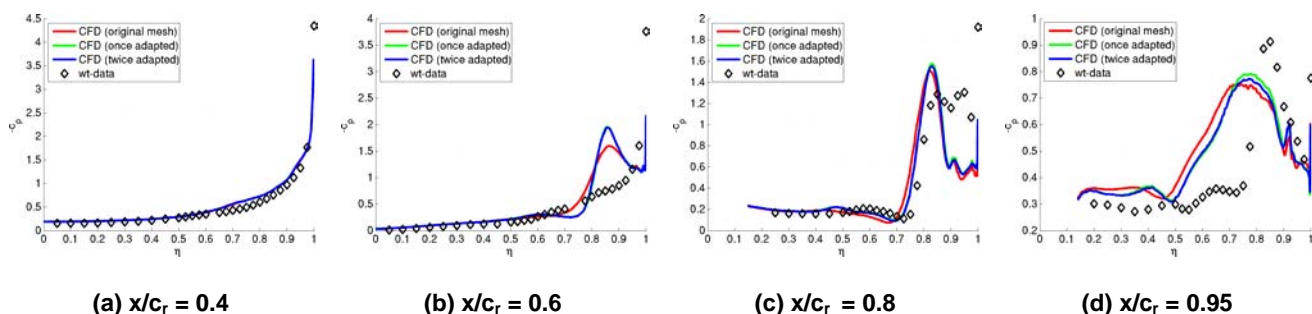 4.5
4
3.5
3
2.5
2
1.5
1
0.5
0
-cp
CFD (original mesh)
CFD (once adapted)
CFD (twice adapted)
wt-data
0 0.1 0.2 0.3 0.4 0.5 0.6 0.7 0.8 0.9 1
η
(a) x/cr = 0.4
4
3.5
3
2.5
2
1.5
1
0.5
0
-cp
CFD (original mesh)
CFD (once adapted)
CFD (twice adapted)
wt-data
0 0.1 0.2 0.3 0.4 0.5 0.6 0.7 0.8 0.9 1
η
(b) x/cr = 0.6
2
1.8
1.6
1.4
1.2
1
0.8
0.6
0.4
0.2
0
-cp
CFD (original mesh)
CFD (once adapted)
CFD (twice adapted)
wt-data
0 0.1 0.2 0.3 0.4 0.5 0.6 0.7 0.8 0.9 1
η
(c) x/cr = 0.8
1
0.9
0.8
0.7
0.6
0.5
0.4
0.3
0.2
-cp
CFD (original mesh)
CFD (once adapted)
CFD (twice adapted)
wt-data
0 0.1 0.2 0.3 0.4 0.5 0.6 0.7 0.8 0.9 1
η
(d) x/cr = 0.95